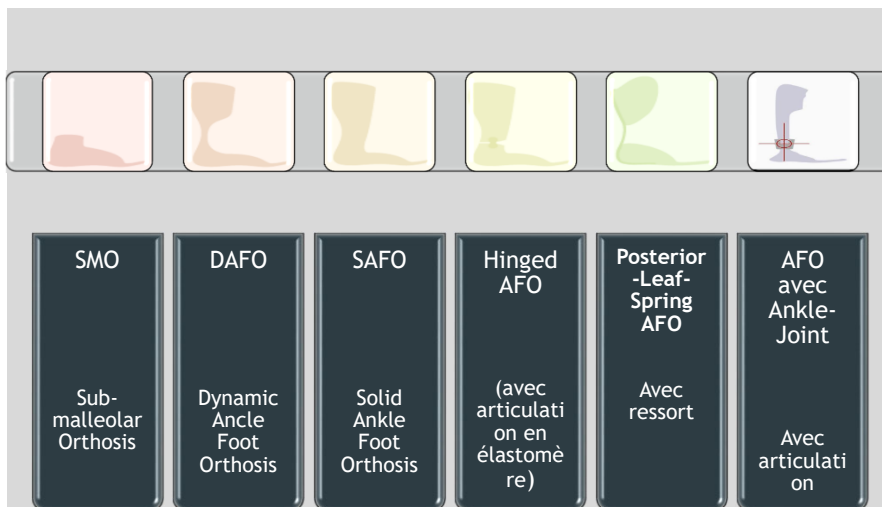 SMO
Sub-
malleolar
Orthosis
DAFO
Dynamic
Ancle
Foot
Orthosis
SAFO
Solid
Ankle
Foot
Orthosis
Hinged
AFO
(avec
articulati
on en
élastomè
re)
Posterior
-Leaf-
Spring
AFO
Avec
ressort
AFO
avec
Ankle-
Joint
Avec
articulati
on